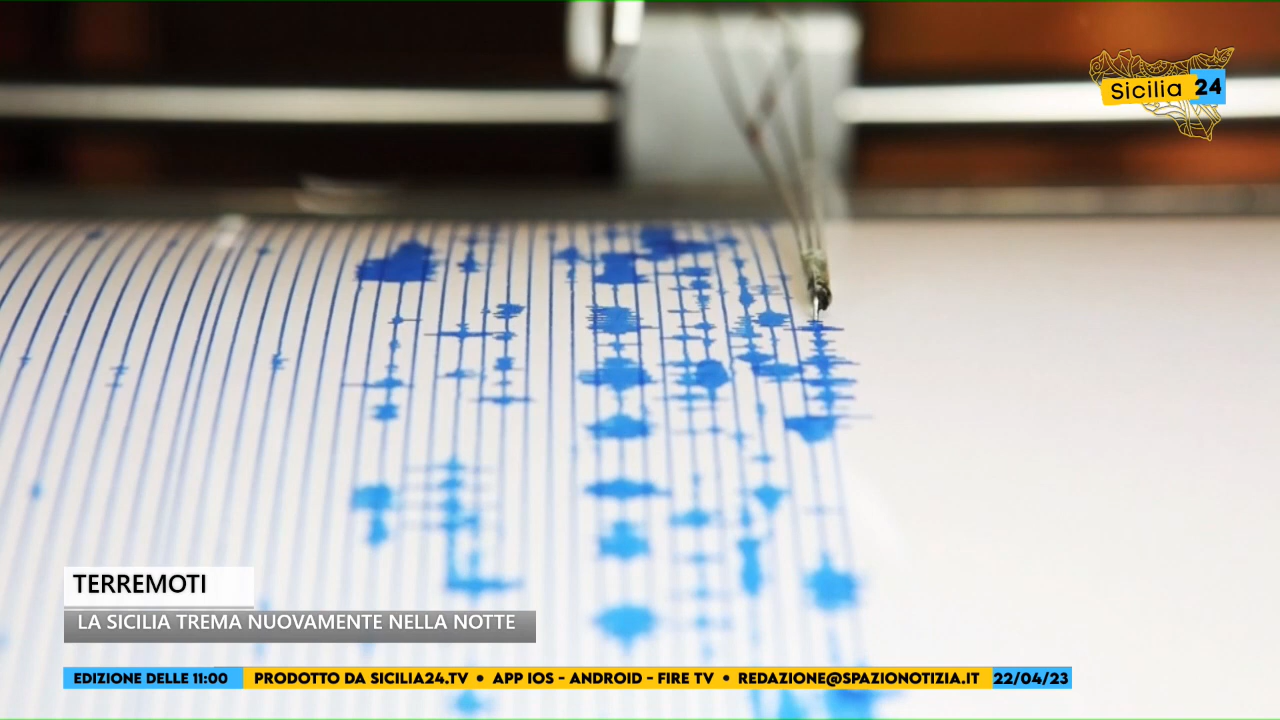 Sicilia 24
TERREMOTI
LA SICILIA TREMA NUOVAMENTE NELLA NOTTE
EDIZIONE DELLE 11:00 PRODOTTO DA SICILIA24.TV • APP IOS - ANDROID - FIRE TV • REDAZIONE@SPAZIONOTIZIA.IT 22/04/23